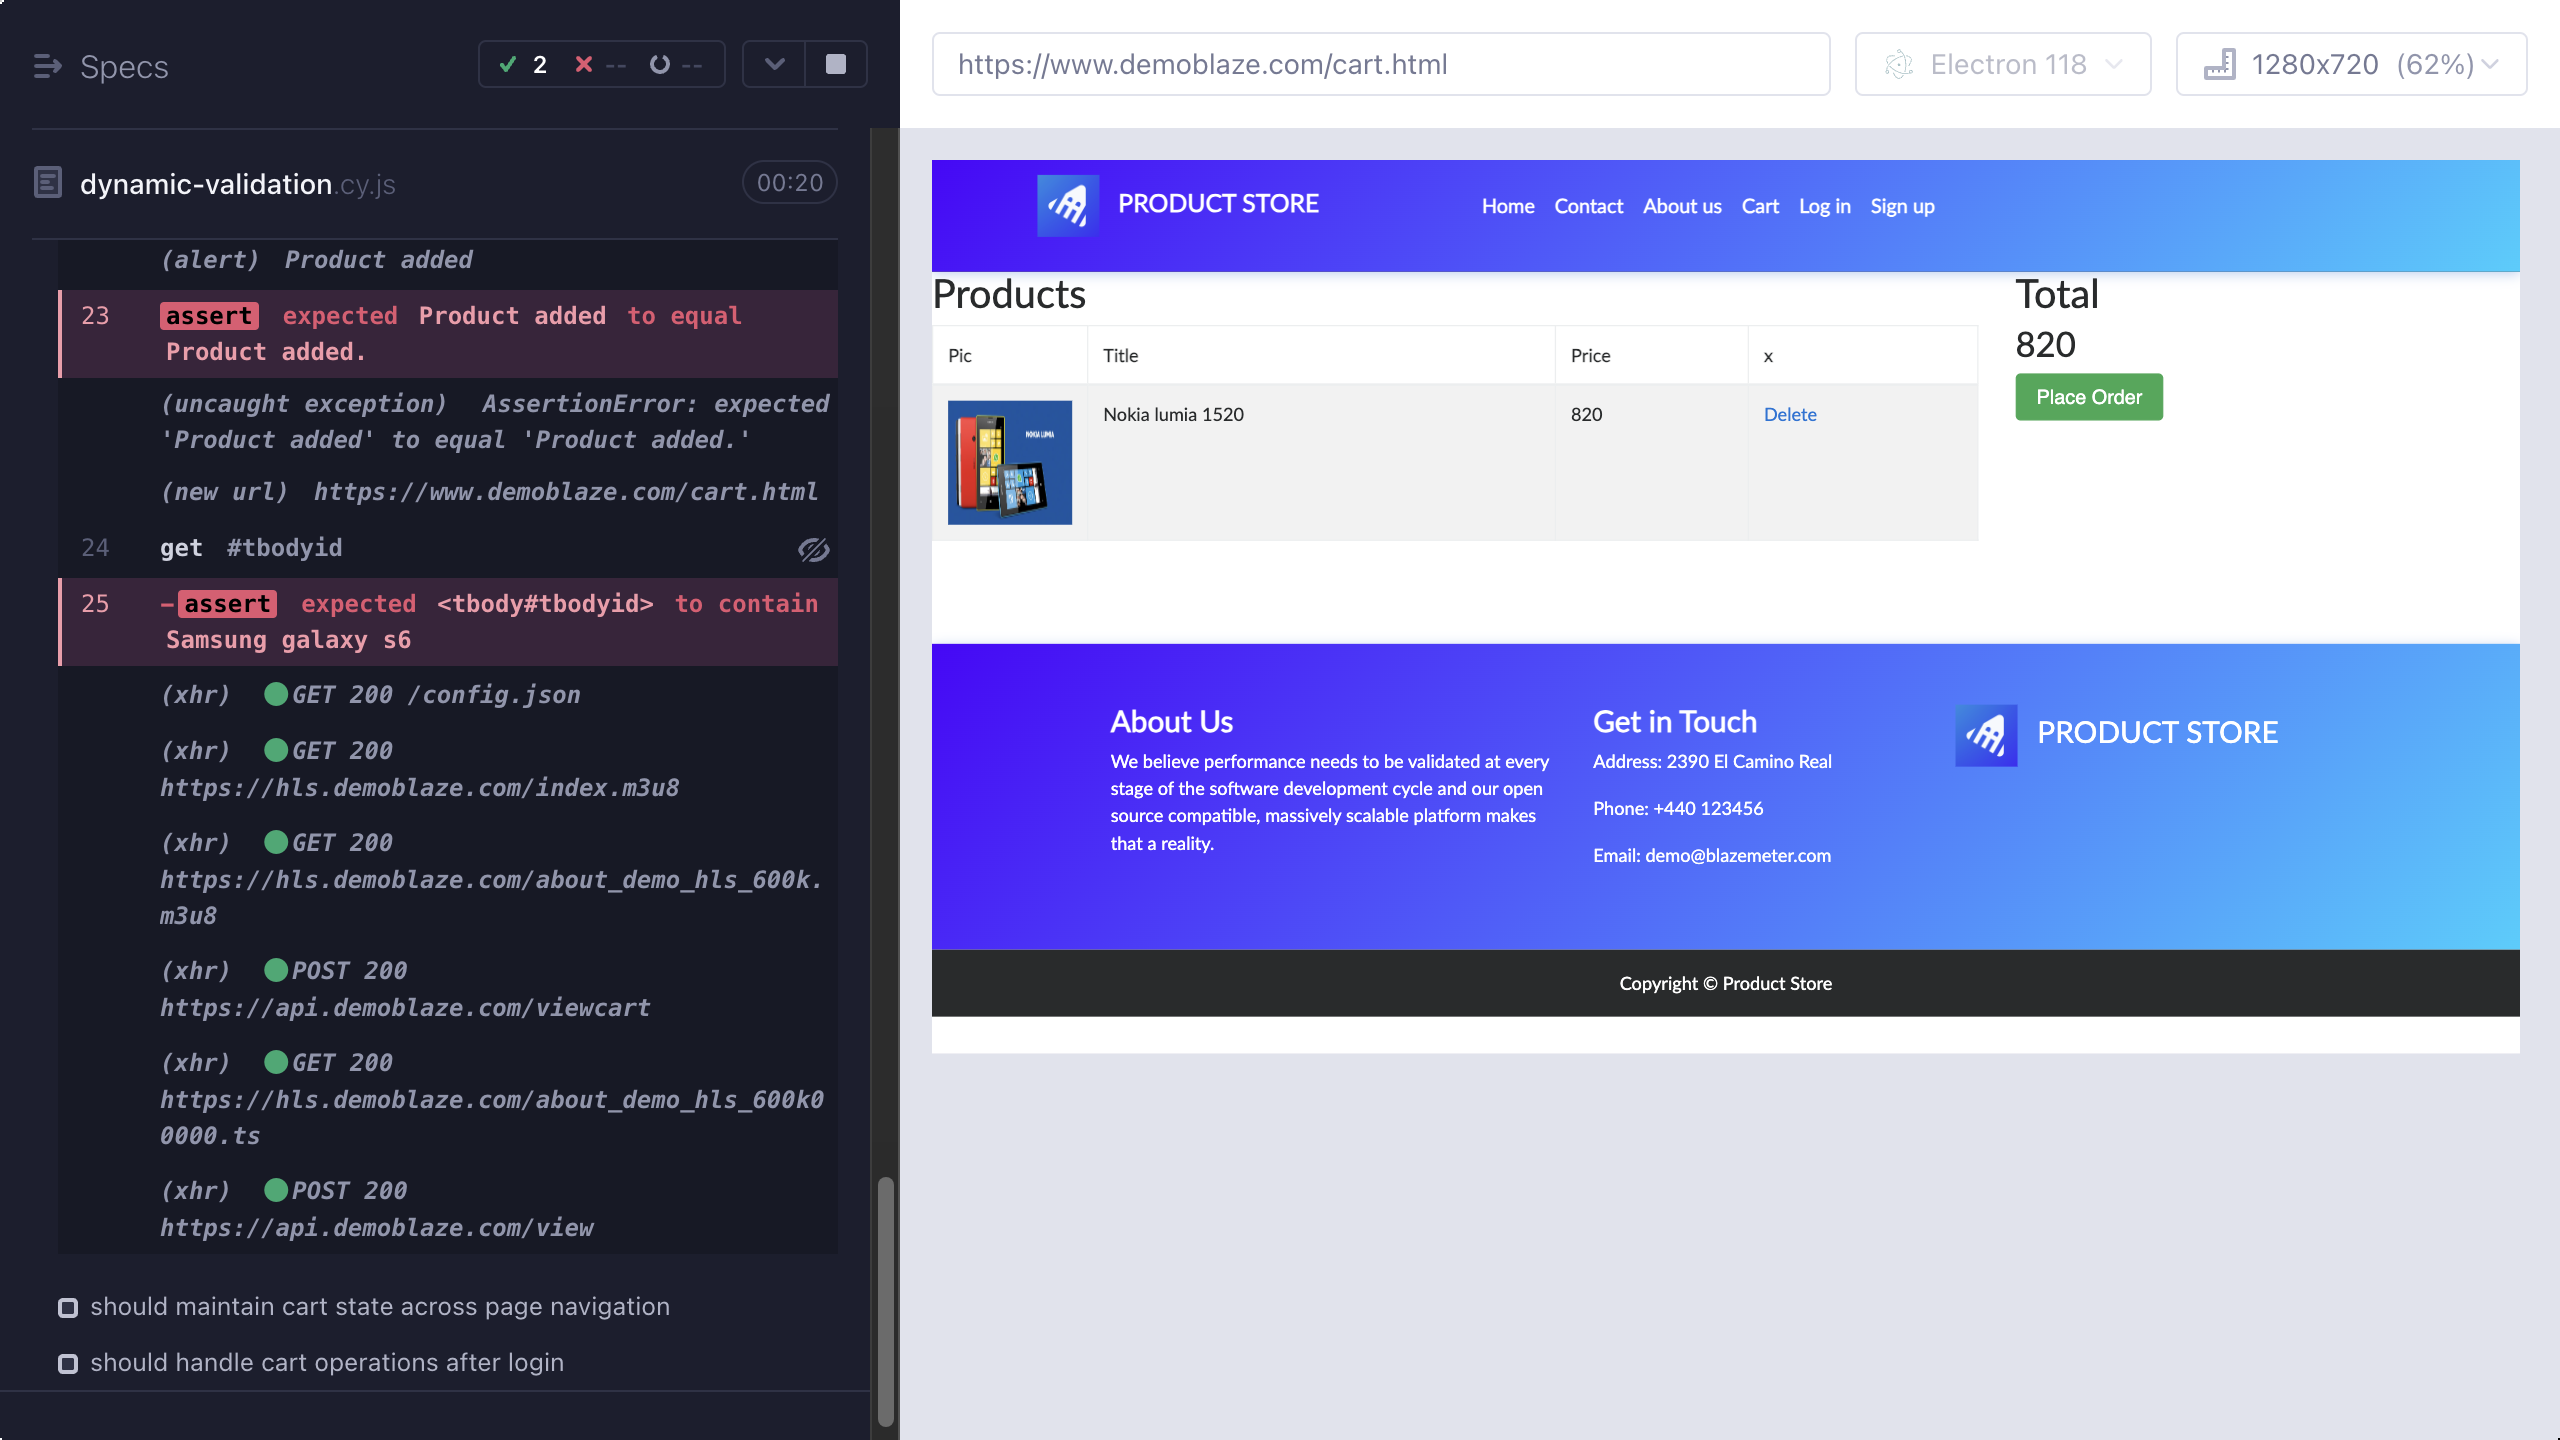 Specs
2 -- --
dynamic-validation.cy.js
00:20
(alert) Product added
23 assert expected Product added to equal
Product added.
(uncaught exception) AssertionError: expected
'Product added' to equal 'Product added.'
(new url) https://www.demoblaze.com/cart.html
24 get #tbodyid
25 -assert expected <tbody#tbodyid> to contain
Samsung galaxy s6
(xhr) GET 200 /config.json
(xhr) GET 200
https://hls.demoblaze.com/index.m3u8
(xhr) GET 200
https://hls.demoblaze.com/about_demo_hls_600k.
m3u8
(xhr) POST 200
https://api.demoblaze.com/viewcart
(xhr) GET 200
https://hls.demoblaze.com/about_demo_hls_600k0
0000.ts
(xhr) POST 200
https://api.demoblaze.com/view
should maintain cart state across page navigation
should handle cart operations after login
https://www.demoblaze.com/cart.html
Electron 118
1280x720 (62%)
PRODUCT STORE
Home Contact About us Cart Log in Sign up
Products
Pic Title Price x
NOKIA LUMIA
Nokia lumia 1520 820 Delete
Total
820
Place Order
About Us
We believe performance needs to be validated at every
stage of the software development cycle and our open
source compatible, massively scalable platform makes
that a reality.
Get in Touch
Address: 2390 El Camino Real
Phone: +440 123456
Email: demo@blazemeter.com
PRODUCT STORE
Copyright © Product Store